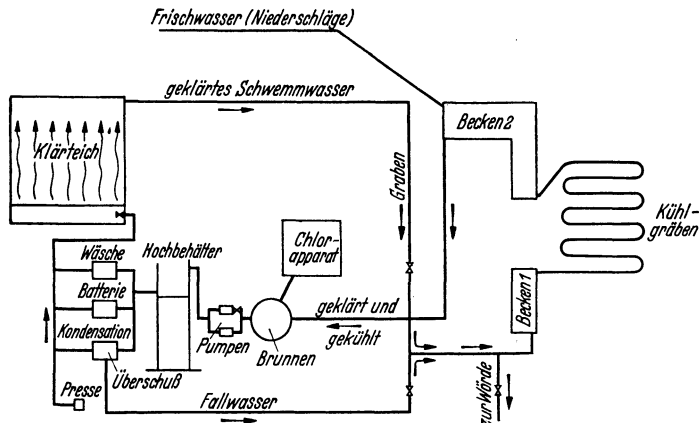 Frischwasser (Niederschläge)
geklärtes Schwemmwasser
Becken 2
Klärteich
Graben
Kühl-
gräben
Wäsche
Hochbehälter
Chlor-
apparat
Batterie
Becken 1
geklärt und
gekühlt
Kondensation
Pumpen
Brunnen
Überschuß
Presse
Fallwasser
zur Wörde